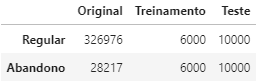 Original Treinamento Teste
Regular 326976 6000 10000
Abandono 28217 6000 10000